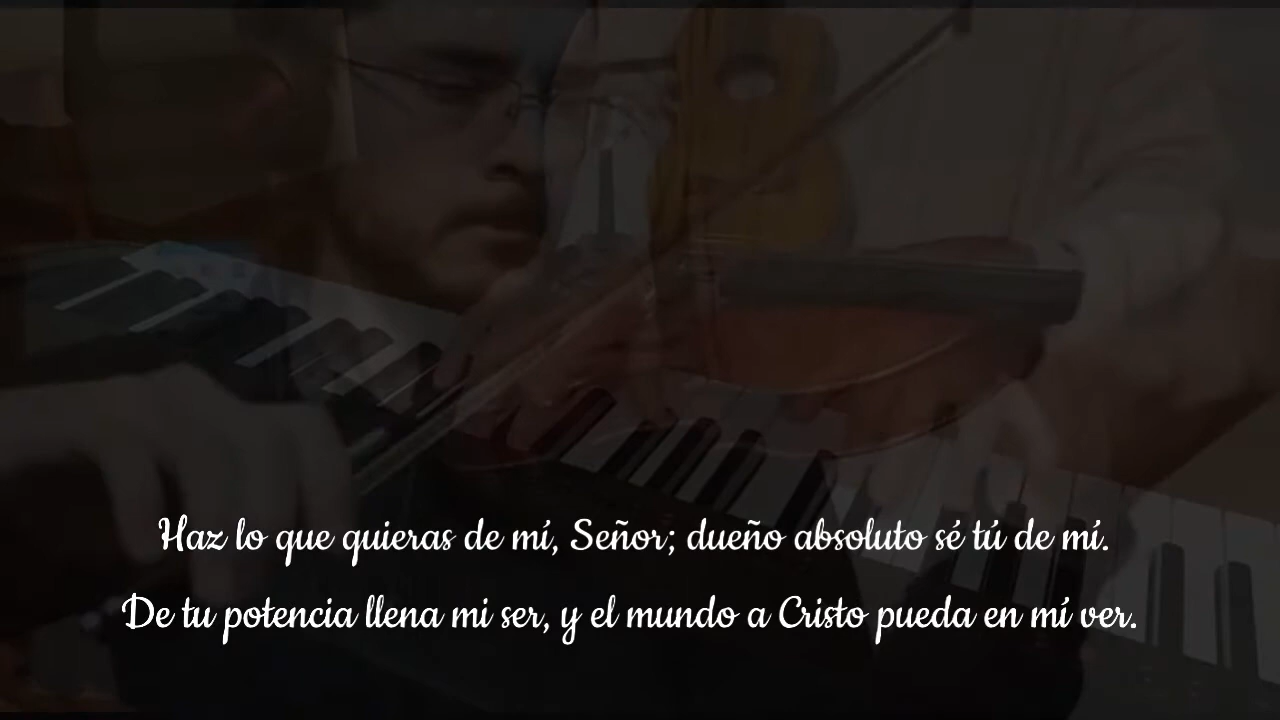 Haz lo que quieras de mí, Señor; dueño absoluto sé tú de mí.
De tu potencia llena mi ser, y el mundo a Cristo pueda en mí ver.